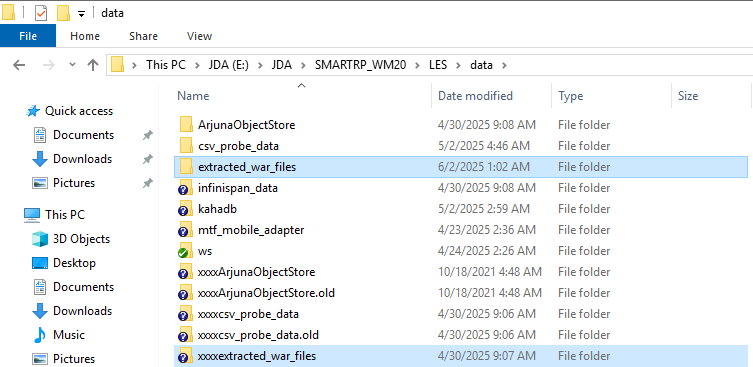 data
File Home Share View
This PC JDA (E:) JDA SMARTRP_WM20 LES data
Name Date modified Type Size
Quick access
Documents
Downloads
Pictures
This PC
3D Objects
Desktop
Documents
Downloads
Music
Pictures
ArjunaObjectStore 4/30/2025 9:08 AM File folder
csv_probe_data 5/2/2025 4:46 AM File folder
extracted_war_files 6/2/2025 1:02 AM File folder
infinispan_data 4/30/2025 9:08 AM File folder
kahadb 5/2/2025 2:59 AM File folder
mtf_mobile_adapter 4/23/2025 2:36 AM File folder
ws 4/24/2025 2:26 AM File folder
xxxxArjunaObjectStore 10/18/2021 4:48 AM File folder
xxxxArjunaObjectStore.old 10/18/2021 4:48 AM File folder
xxxxcsv_probe_data 4/30/2025 9:06 AM File folder
xxxxcsv_probe_data.old 4/30/2025 9:06 AM File folder
xxxxextracted_war_files 4/30/2025 9:07 AM File folder